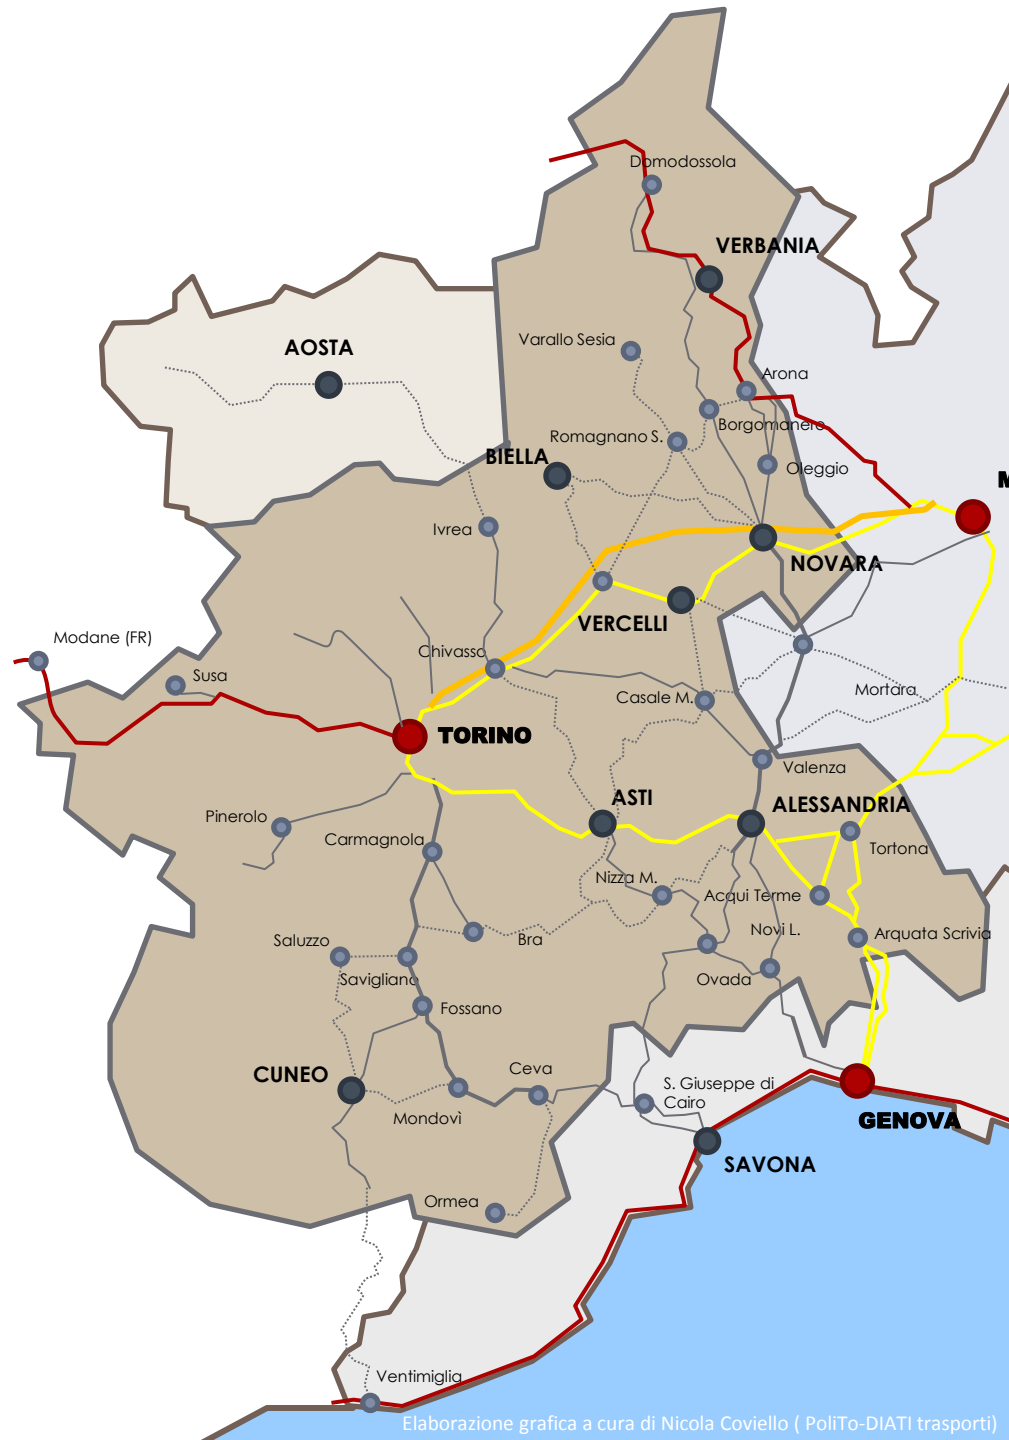 Domodossola
VERBANIA
Varallo Sesia
AOSTA
Arona
Borgomanero
Romagnano S.
BIELLA
Oleggio
M
Ivrea
NOVARA
VERCELLI
Modane (FR)
Chivasso
Susa
Casale M.
Mortara
TORINO
Valenza
ASTI
ALESSANDRIA
Pinerolo
Carmagnola
Tortona
Nizza M.
Acqui Terme
Saluzzo
Bra
Novi L.
Arquata Scrivia
Savigliano
Ovada
Fossano
CUNEO
Ceva
S. Giuseppe di
Cairo
Mondovì
GENOVA
SAVONA
Ormea
Ventimiglia
Elaborazione grafica a cura di Nicola Coviello ( PoliTo-DIATI trasporti)